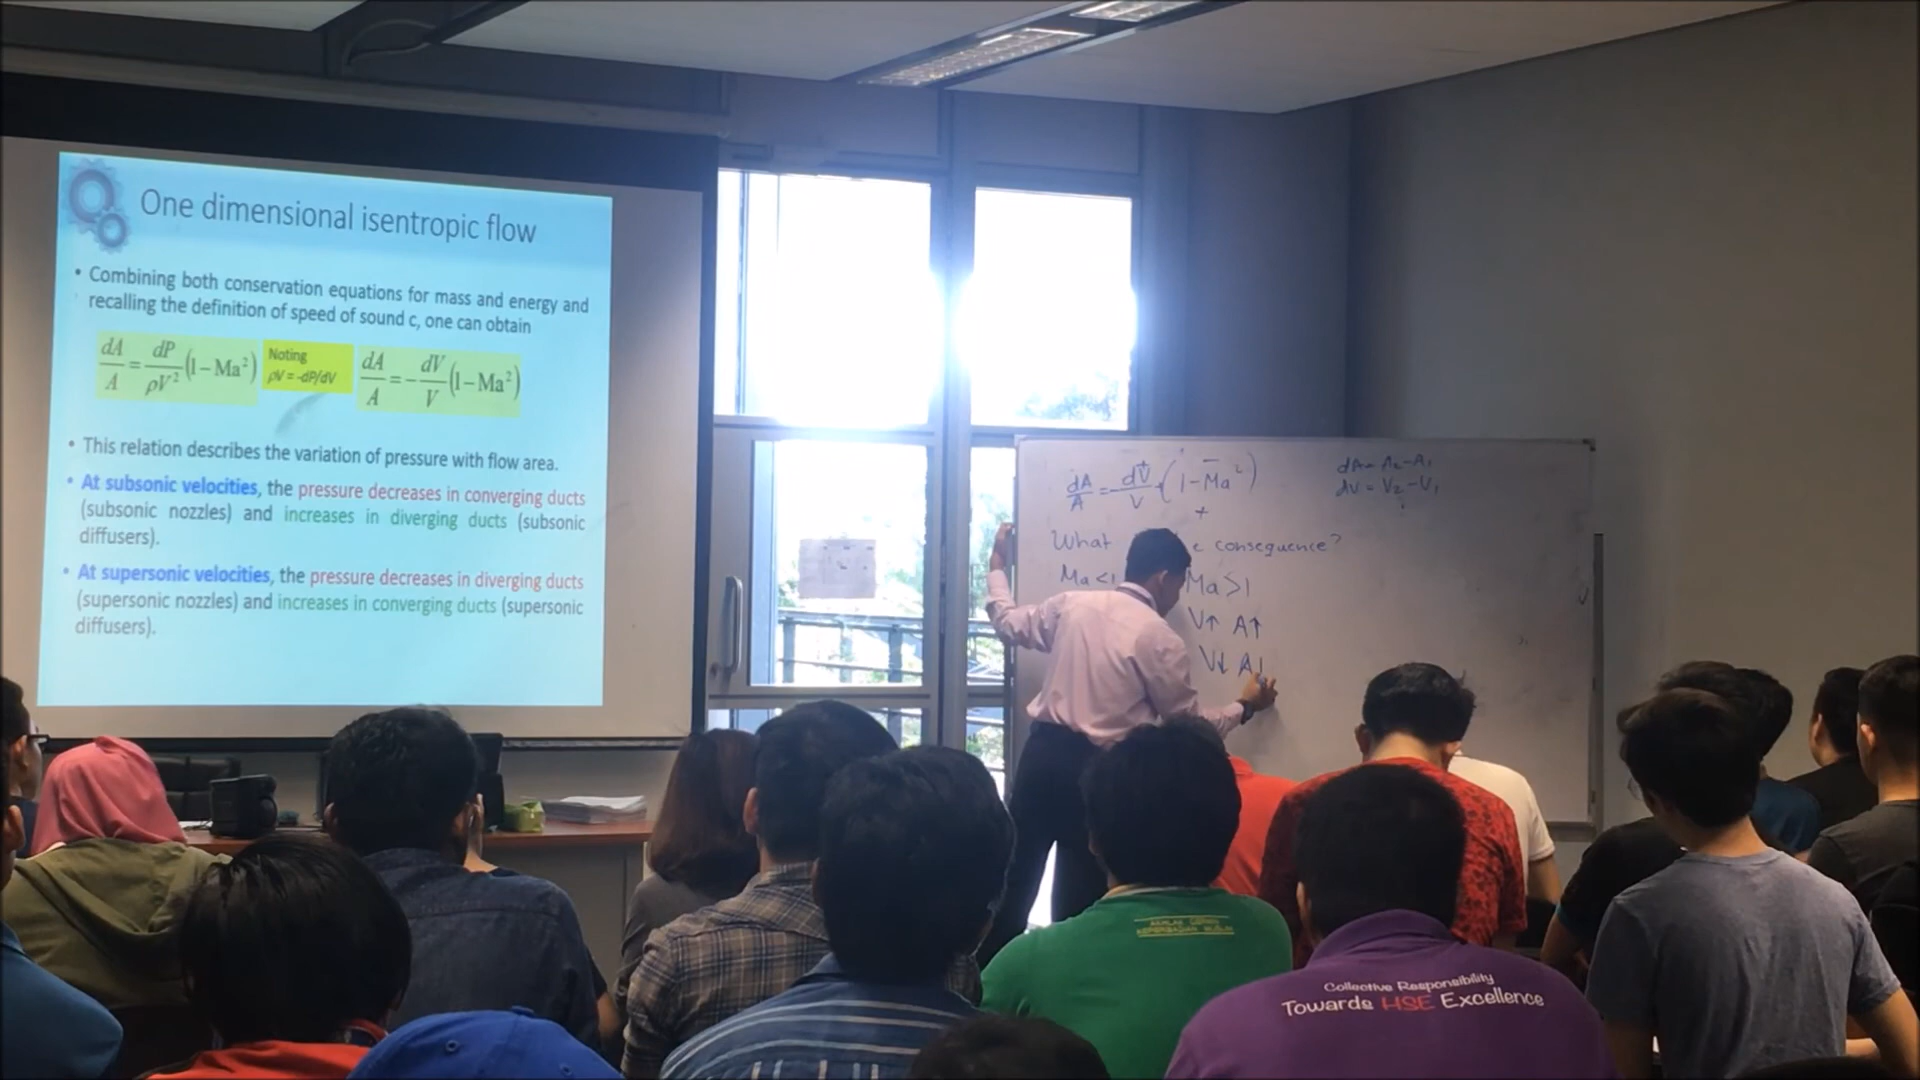 One dimensional isentropic flow
• Combining both conservation equations for mass and energy and
recalling the definition of speed of sound c, one can obtain
dA/A = dP/ρV² (1−Ma²)
Noting
ρV = -dP/dV
dA/A = − dV/V (1−Ma²)
• This relation describes the variation of pressure with flow area.
• At subsonic velocities, the pressure decreases in converging ducts
(subsonic nozzles) and increases in diverging ducts (subsonic
diffusers).
• At supersonic velocities, the pressure decreases in diverging ducts
(supersonic nozzles) and increases in converging ducts (supersonic
diffusers).
dA/A = − dV/V (1−Ma²)
+
dA = A₂−A₁
dV = V₂−V₁
What consequence?
Ma<1 Ma>1
V↑ A↑
V↓ A↓
Collective Responsibility
Towards HSE Excellence